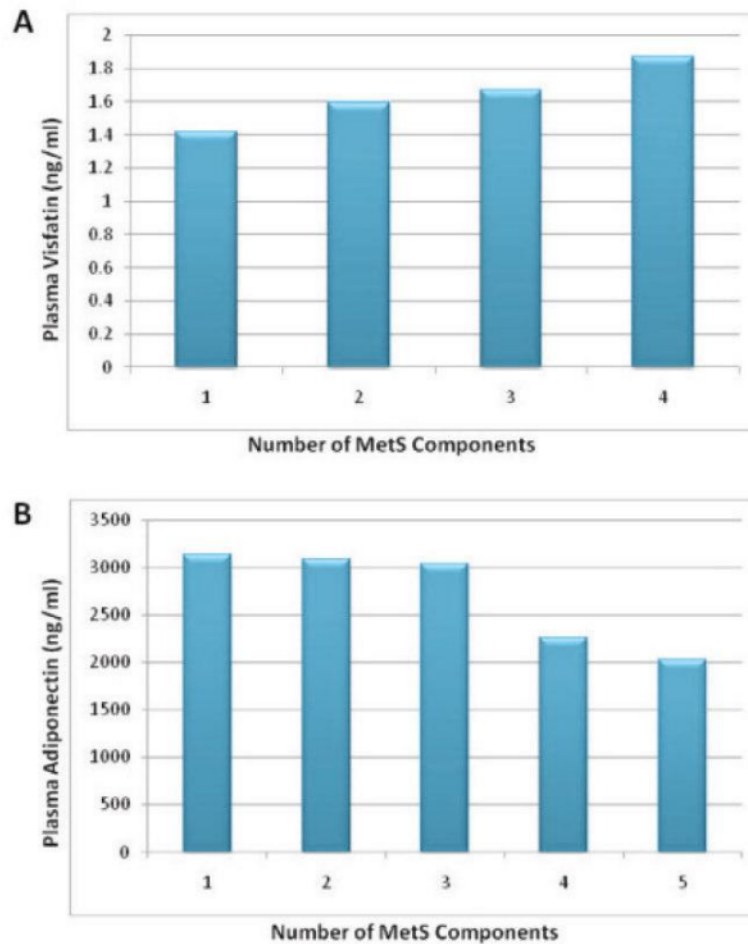 A
Plasma Visfatin (ng/ml)
2
1.8
1.6
1.4
1.2
1
0.8
0.6
0.4
0.2
0
1 2 3 4
Number of MetS Components
B
Plasma Adiponectin (ng/ml)
3500
3000
2500
2000
1500
1000
500
0
1 2 3 4 5
Number of MetS Components